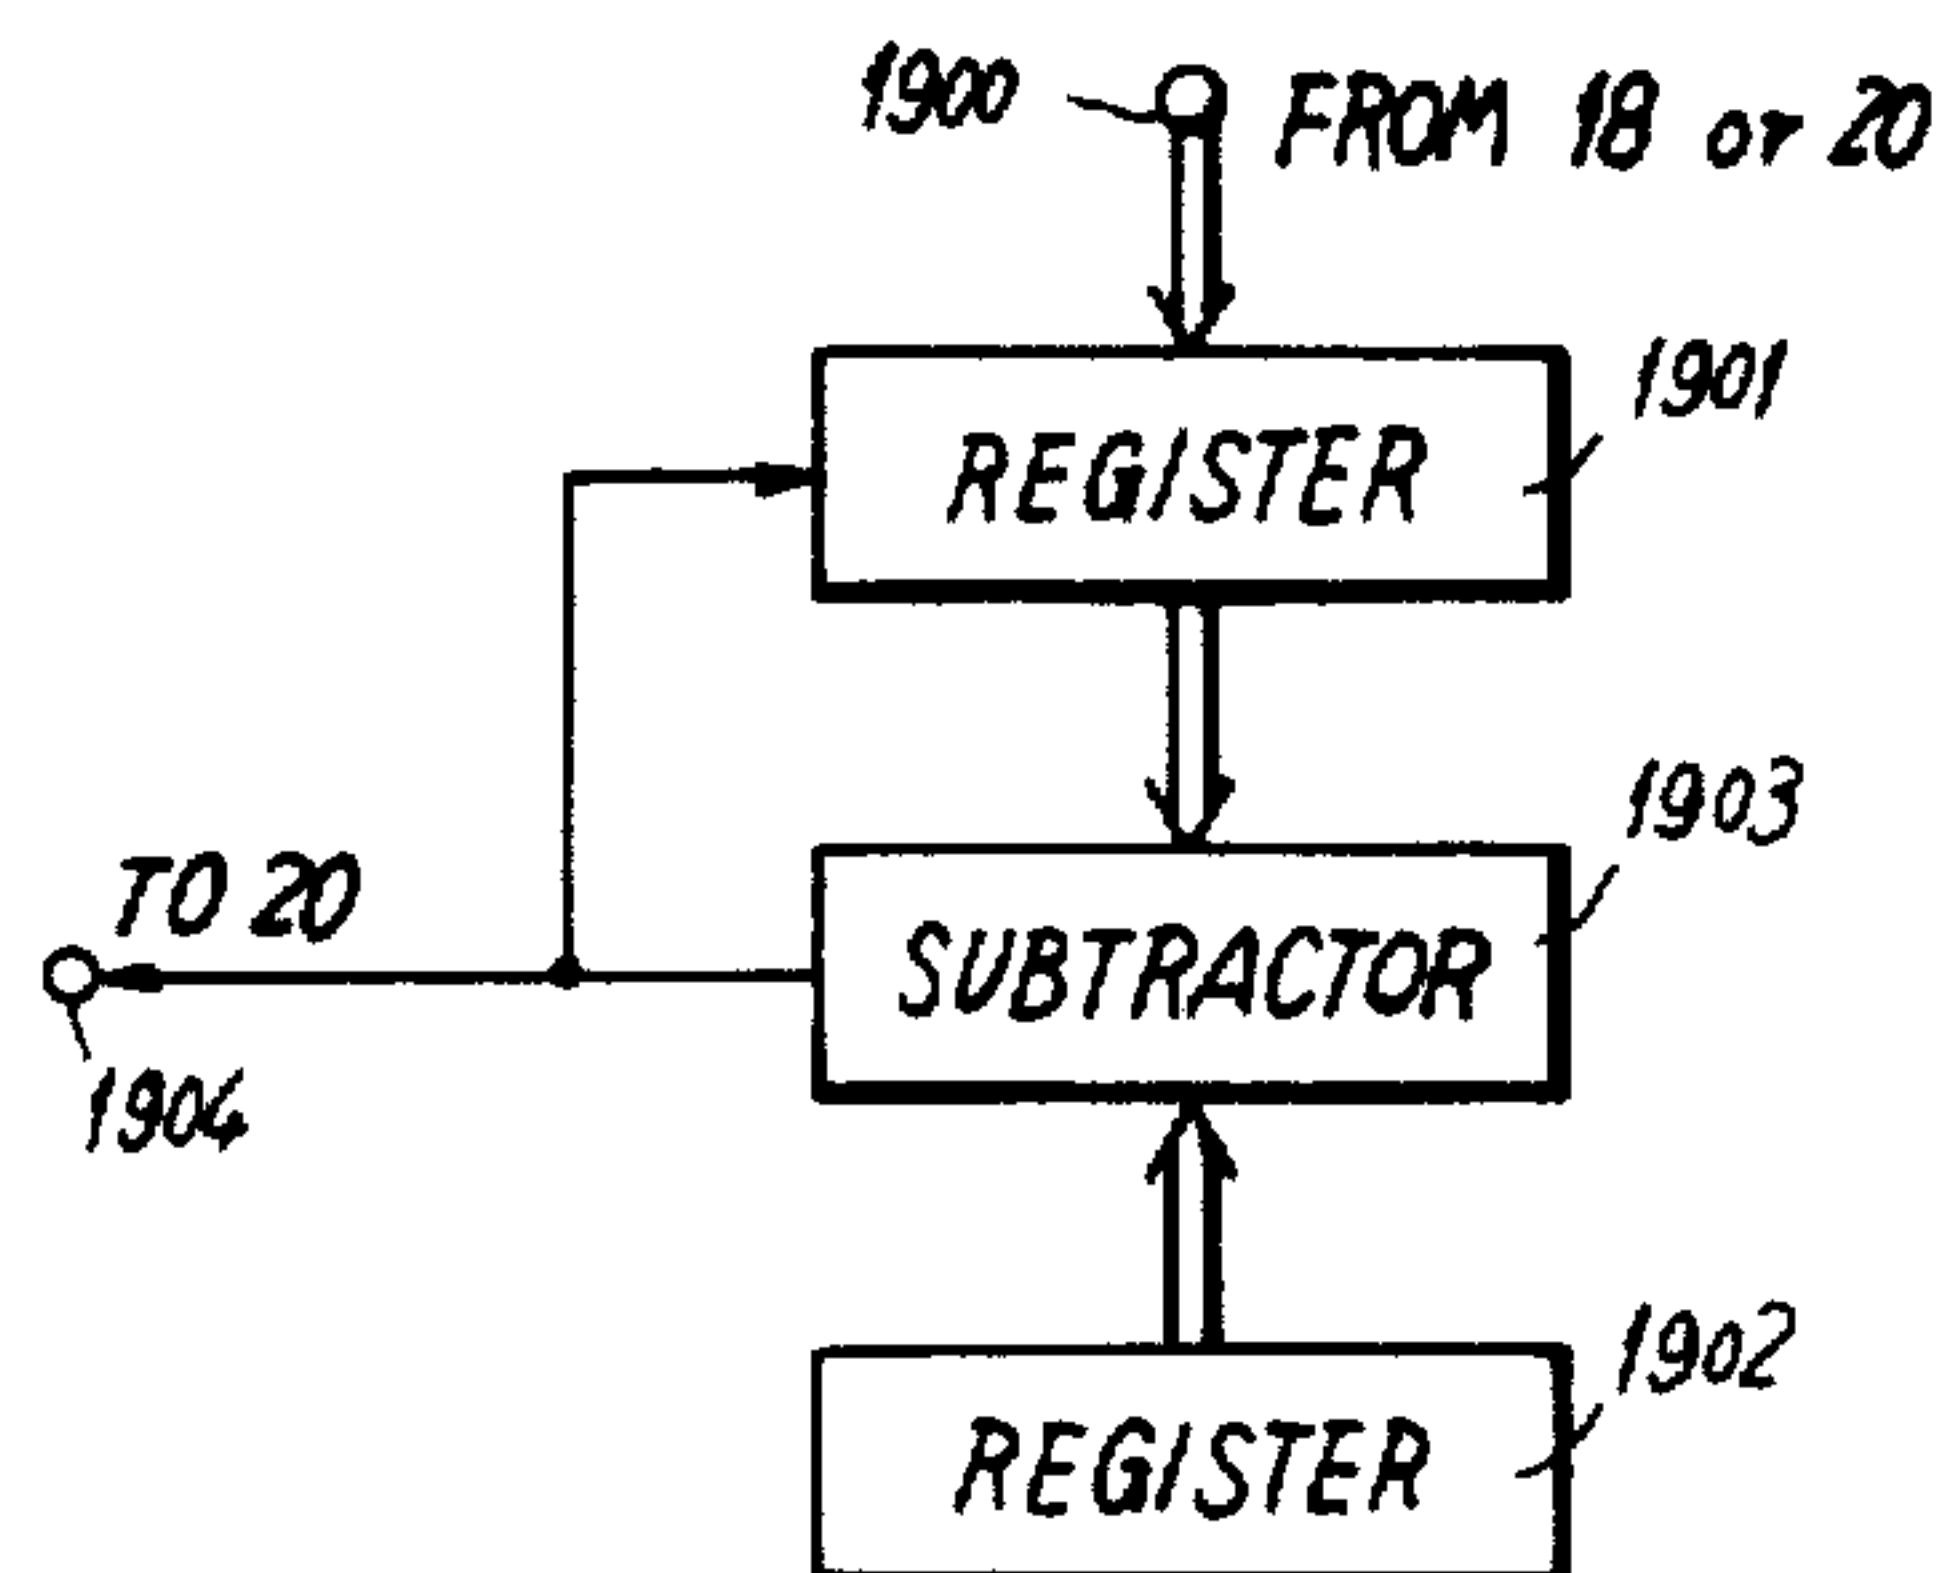 1900
FROM 18 or 20
1901
REGISTER
1903
TO 20
SUBTRACTOR
1904
1902
REGISTER